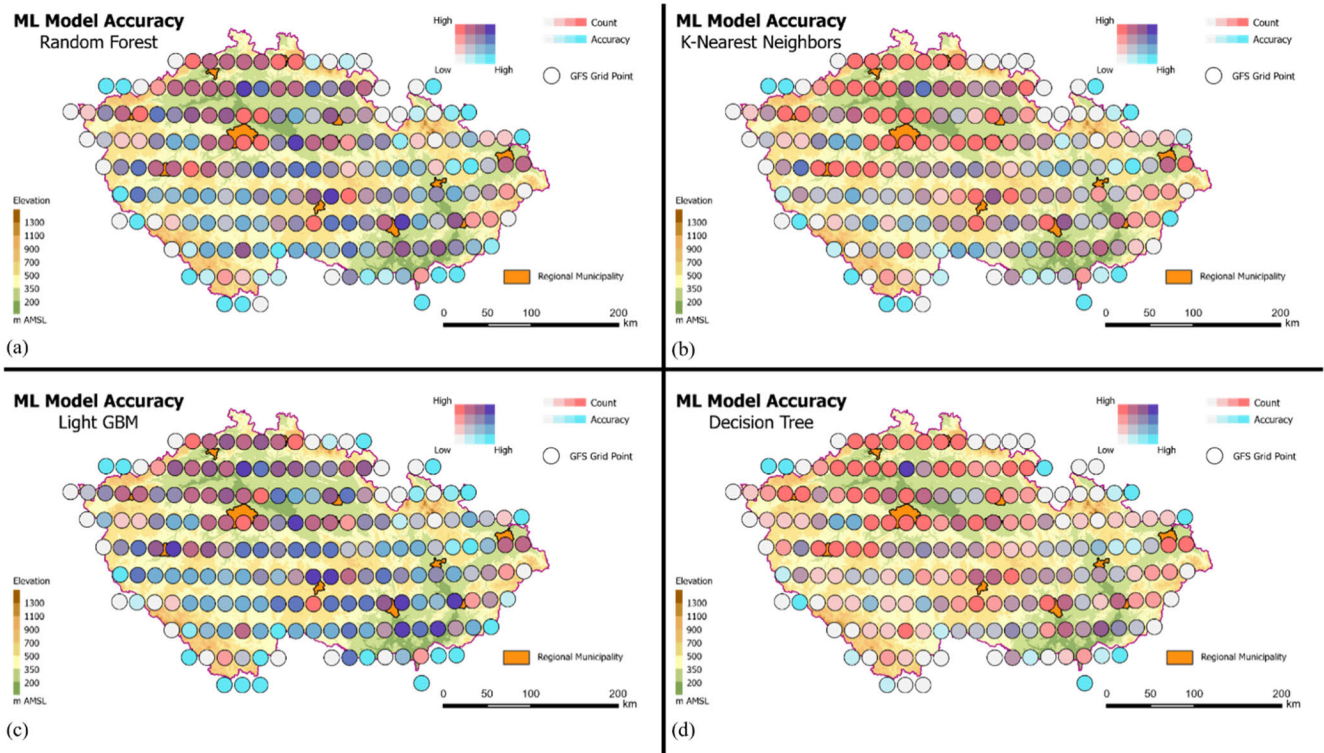 ML Model Accuracy
Random Forest
High
Low
High
Count
Accuracy
GFS Grid Point
Elevation
1300
1100
900
700
500
350
200
m AMSL
Regional Municipality
0 50 100 200
km
(a)
ML Model Accuracy
K-Nearest Neighbors
High
Low
High
Count
Accuracy
GFS Grid Point
Elevation
1300
1100
900
700
500
350
200
m AMSL
Regional Municipality
0 50 100 200
km
(b)
ML Model Accuracy
Light GBM
High
Low
High
Count
Accuracy
GFS Grid Point
Elevation
1300
1100
900
700
500
350
200
m AMSL
Regional Municipality
0 50 100 200
km
(c)
ML Model Accuracy
Decision Tree
High
Low
High
Count
Accuracy
GFS Grid Point
Elevation
1300
1100
900
700
500
350
200
m AMSL
Regional Municipality
0 50 100 200
km
(d)